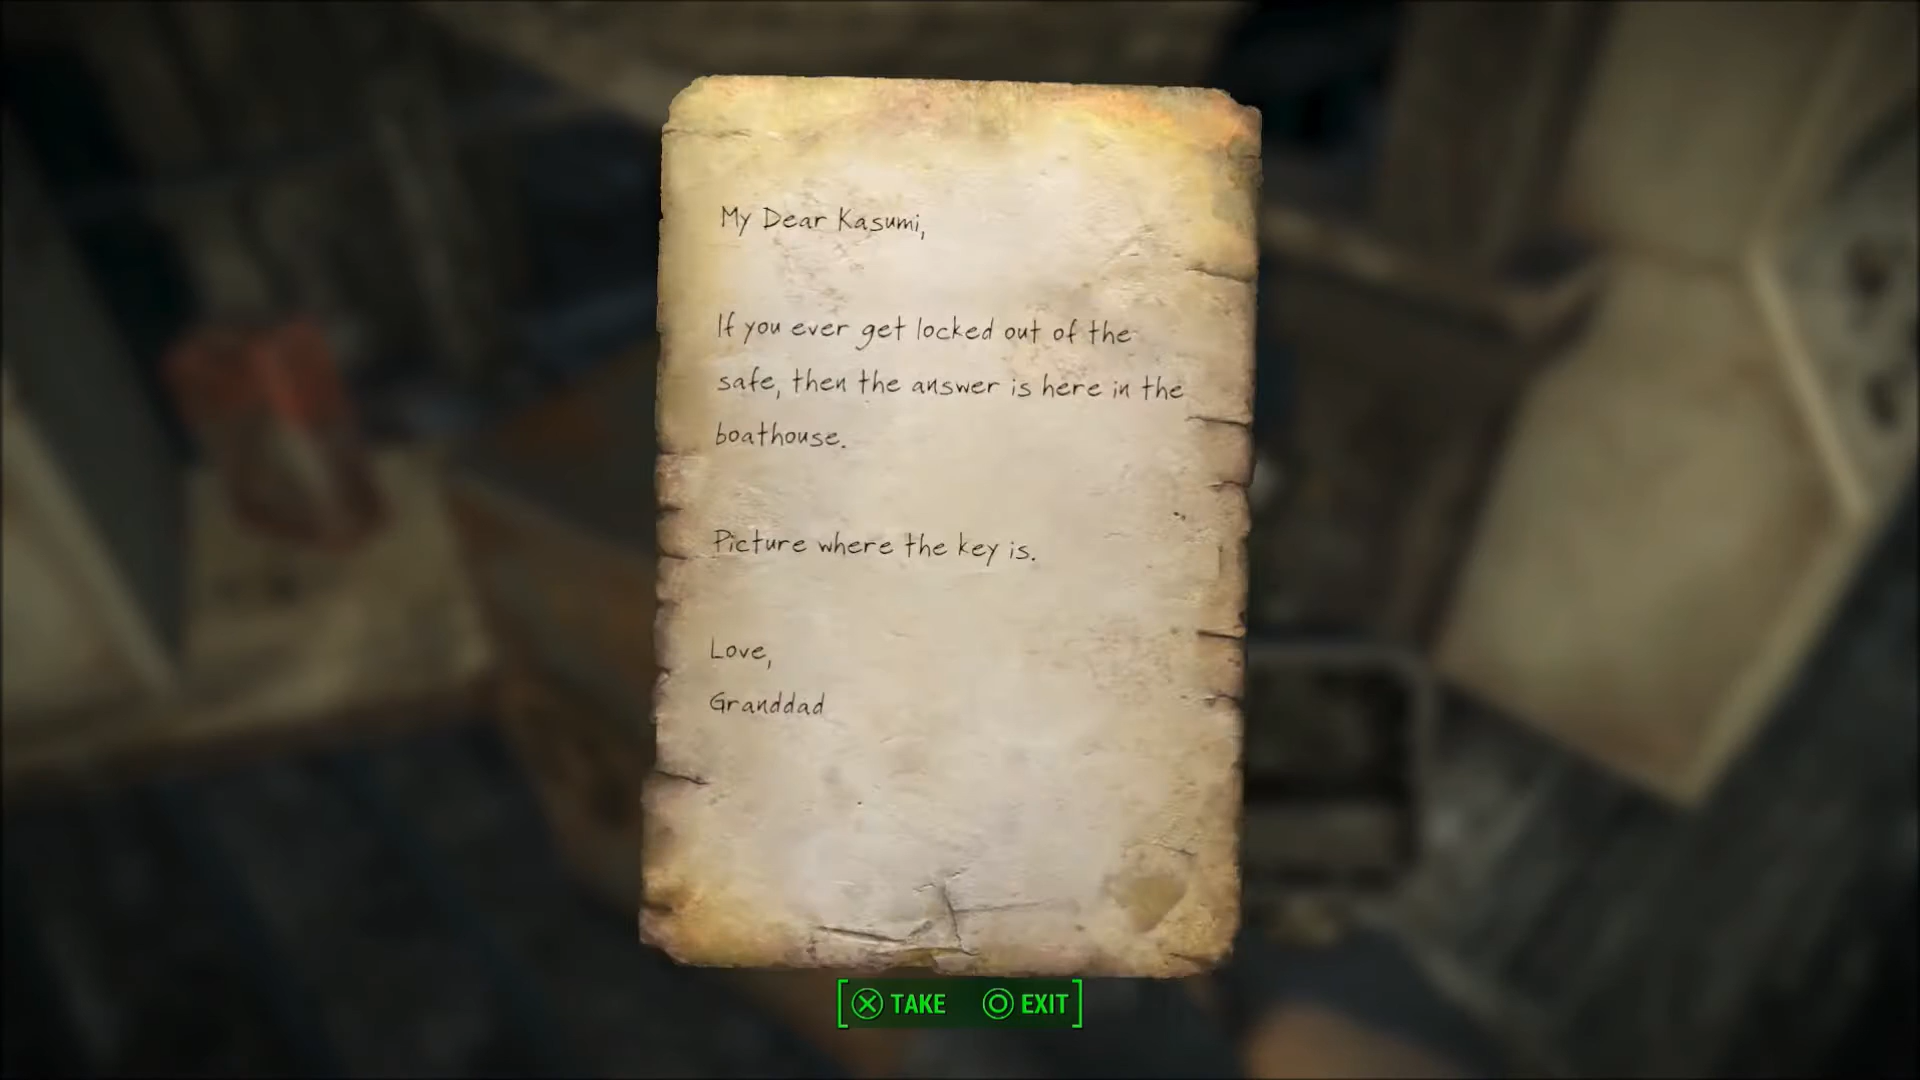 My Dear Kasumi,
If you ever get locked out of the
safe, then the answer is here in the
boathouse.
Picture where the key is.
Love,
Granddad
TAKE EXIT